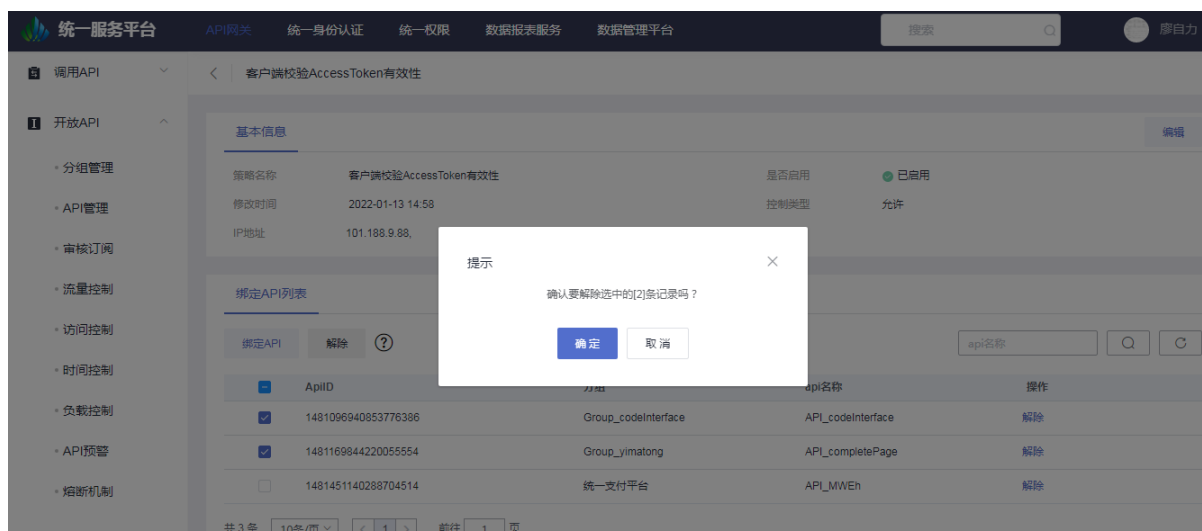 统一服务平台 API网关 统一身份认证 统一权限 数据报表服务 数据管理平台 搜索 廖自力
调用API
客户端校验AccessToken有效性
开放API
基本信息 编辑
分组管理
策略名称 客户端校验AccessToken有效性 是否启用 已启用
API管理
修改时间 2022-01-13 14:58 控制类型 允许
IP地址 101.188.9.88,
审核订阅
提示
流量控制
绑定API列表
确认要解除选中的[2]条记录吗？
访问控制
绑定API 解除 ? 确定 取消 api名称
时间控制
ApiID 分组 api名称 操作
负载控制
1481096940853776386 Group_codeInterface API_codeInterface 解除
API预警
1481169844220055554 Group_yimatong API_completePage 解除
熔断机制
1481451140288704514 统一支付平台 API_MWEh 解除
共 3 条 10条/页 < 1 > 前往 1 页